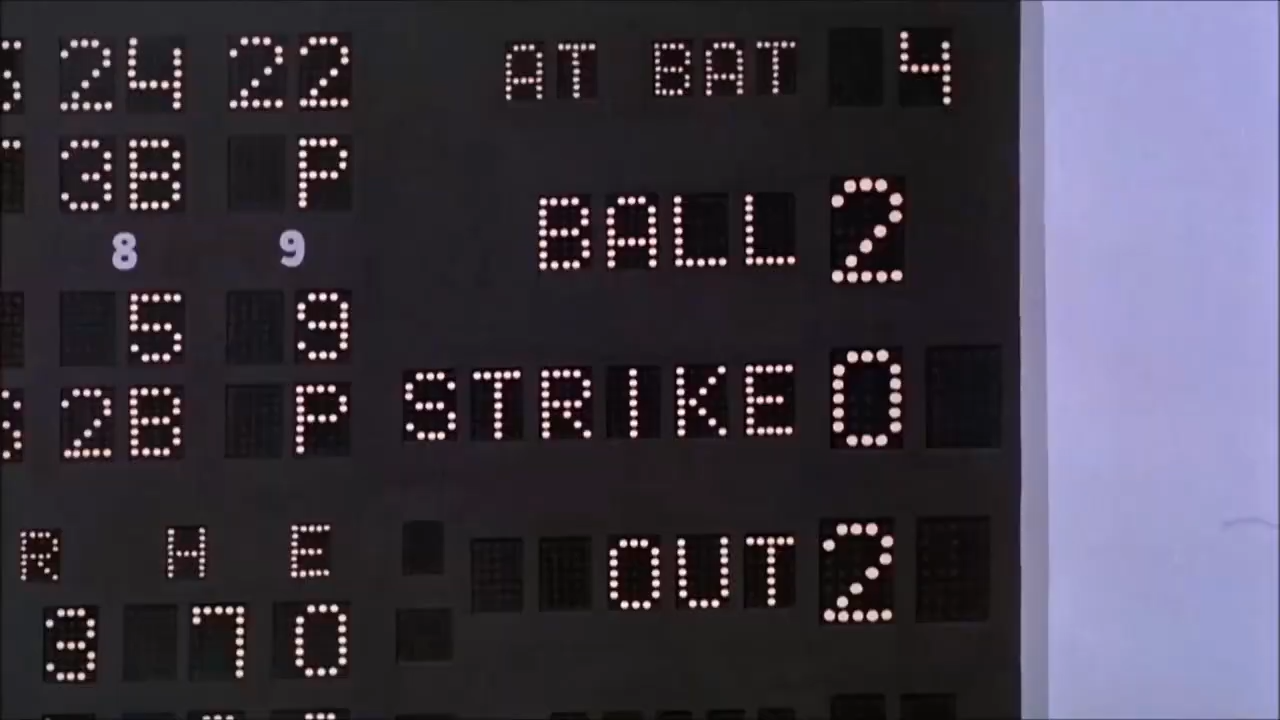 24 22 AT BAT 4
3B P
BALL 2
8 9
5 9
STRIKE 0
2B P
R H E
OUT 2
3 7 0